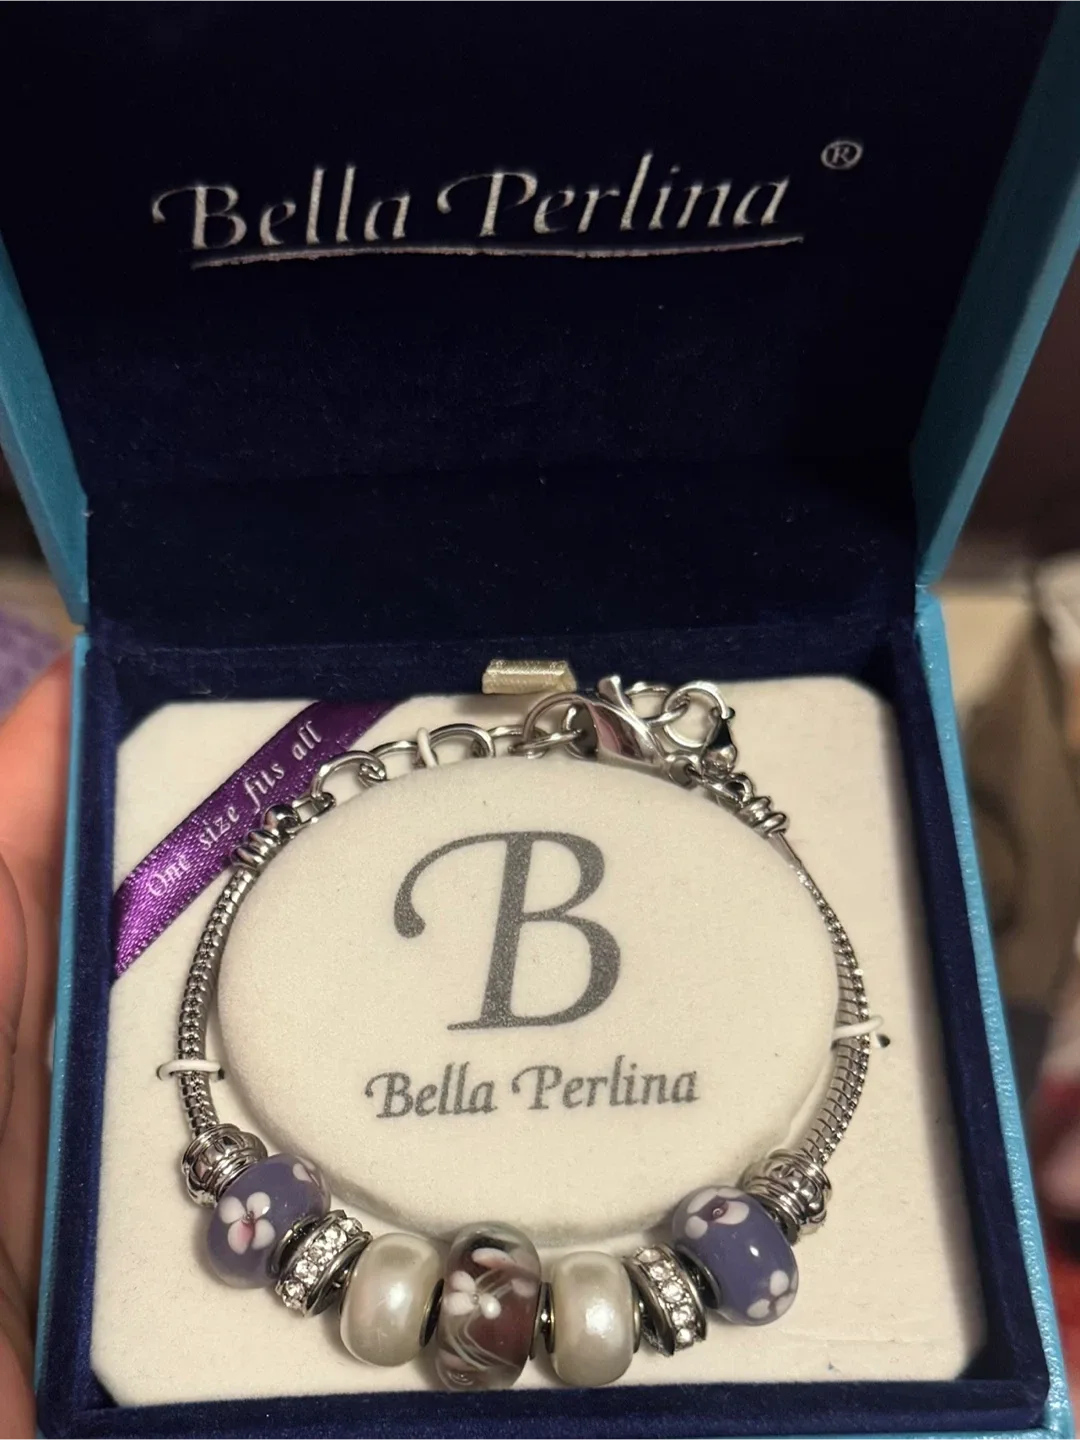 Bella Perlina ®
One size fits all
B
Bella Perlina